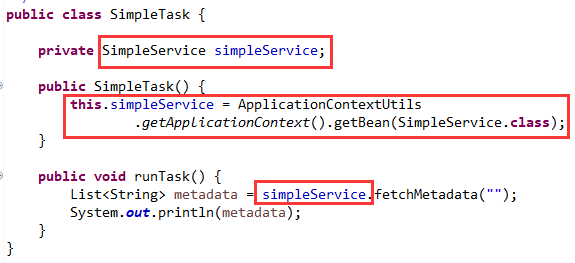 public class SimpleTask {
private SimpleService simpleService;
public SimpleTask() {
this.simpleService = ApplicationContextUtils
.getApplicationContext().getBean(SimpleService.class);
}
public void runTask() {
List<String> metadata = simpleService.fetchMetadata("");
System.out.println(metadata);
}
}